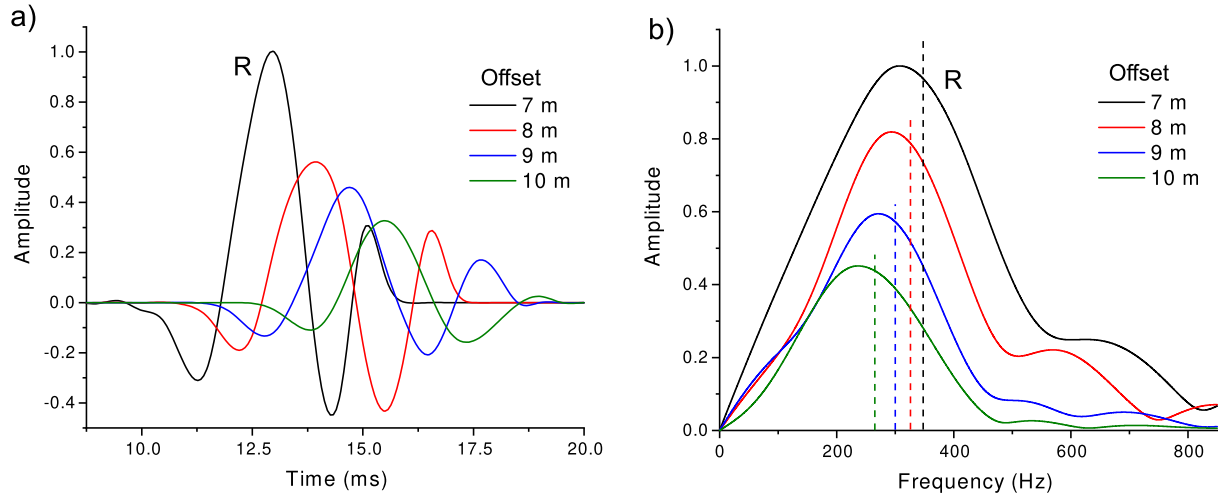 a)
Amplitude
1.0
0.8
0.6
0.4
0.2
0.0
-0.2
-0.4
R
Offset
7 m
8 m
9 m
10 m
10.0 12.5 15.0 17.5 20.0
Time (ms)
b)
Amplitude
1.0
0.8
0.6
0.4
0.2
0.0
R
Offset
7 m
8 m
9 m
10 m
0 200 400 600 800
Frequency (Hz)